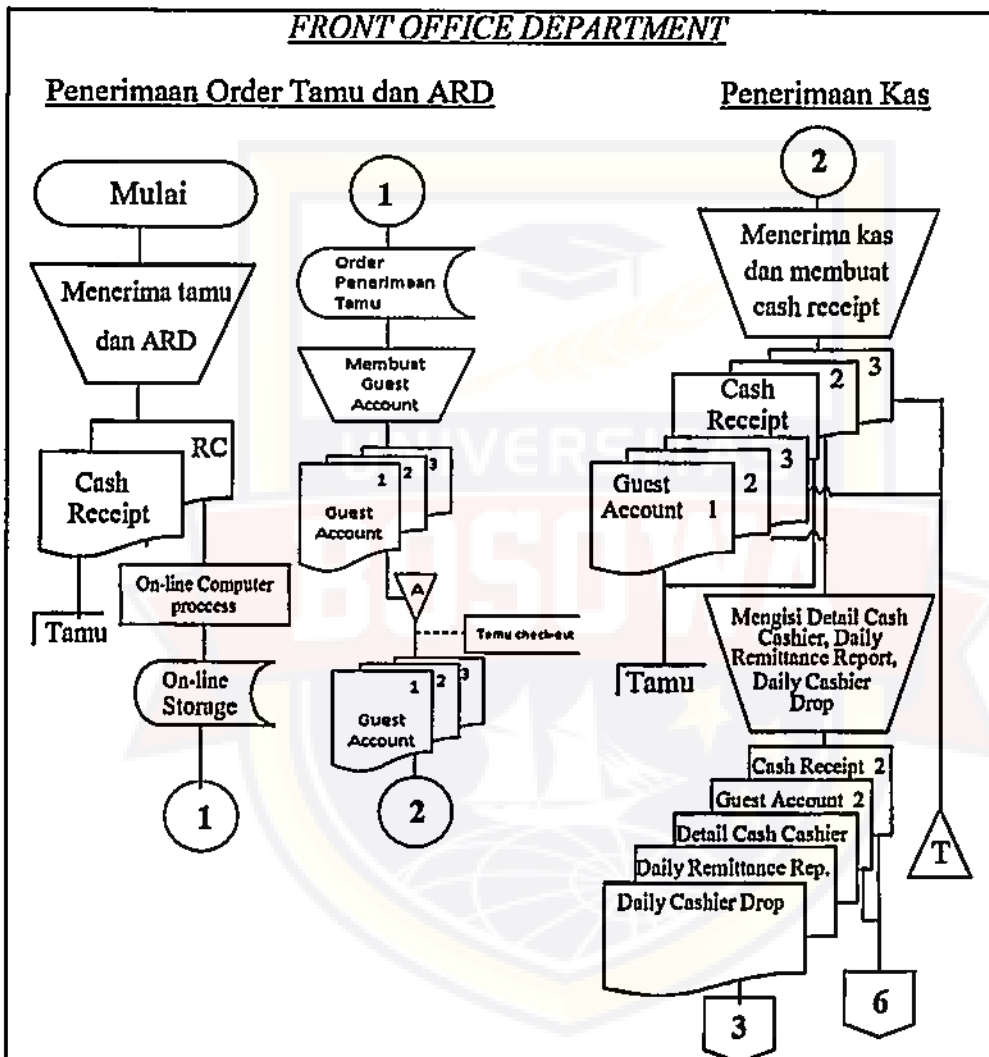 FRONT OFFICE DEPARTMENT
Penerimaan Order Tamu dan ARD
Mulai
Menerima tamu
dan ARD
RC
Cash
Receipt
Tamu
On-line Computer
proccess
On-line
Storage
1
1
Order
Penerimaan
Tamu
Membuat
Guest
Account
1
2
3
Guest
Account
A
Tamu check-out
1
2
3
Guest
Account
2
Penerimaan Kas
2
Menerima kas
dan membuat
cash receipt
3
2
Cash
Receipt
3
2
Guest
Account 1
Tamu
Mengisi Detail Cash
Cashier, Daily
Remittance Report,
Daily Cashier
Drop
Cash Receipt 2
Guest Account 2
Detail Cash Cashier
Daily Remittance Rep.
Daily Cashier Drop
T
3
6
UNIVERSITAS
BOSOWA